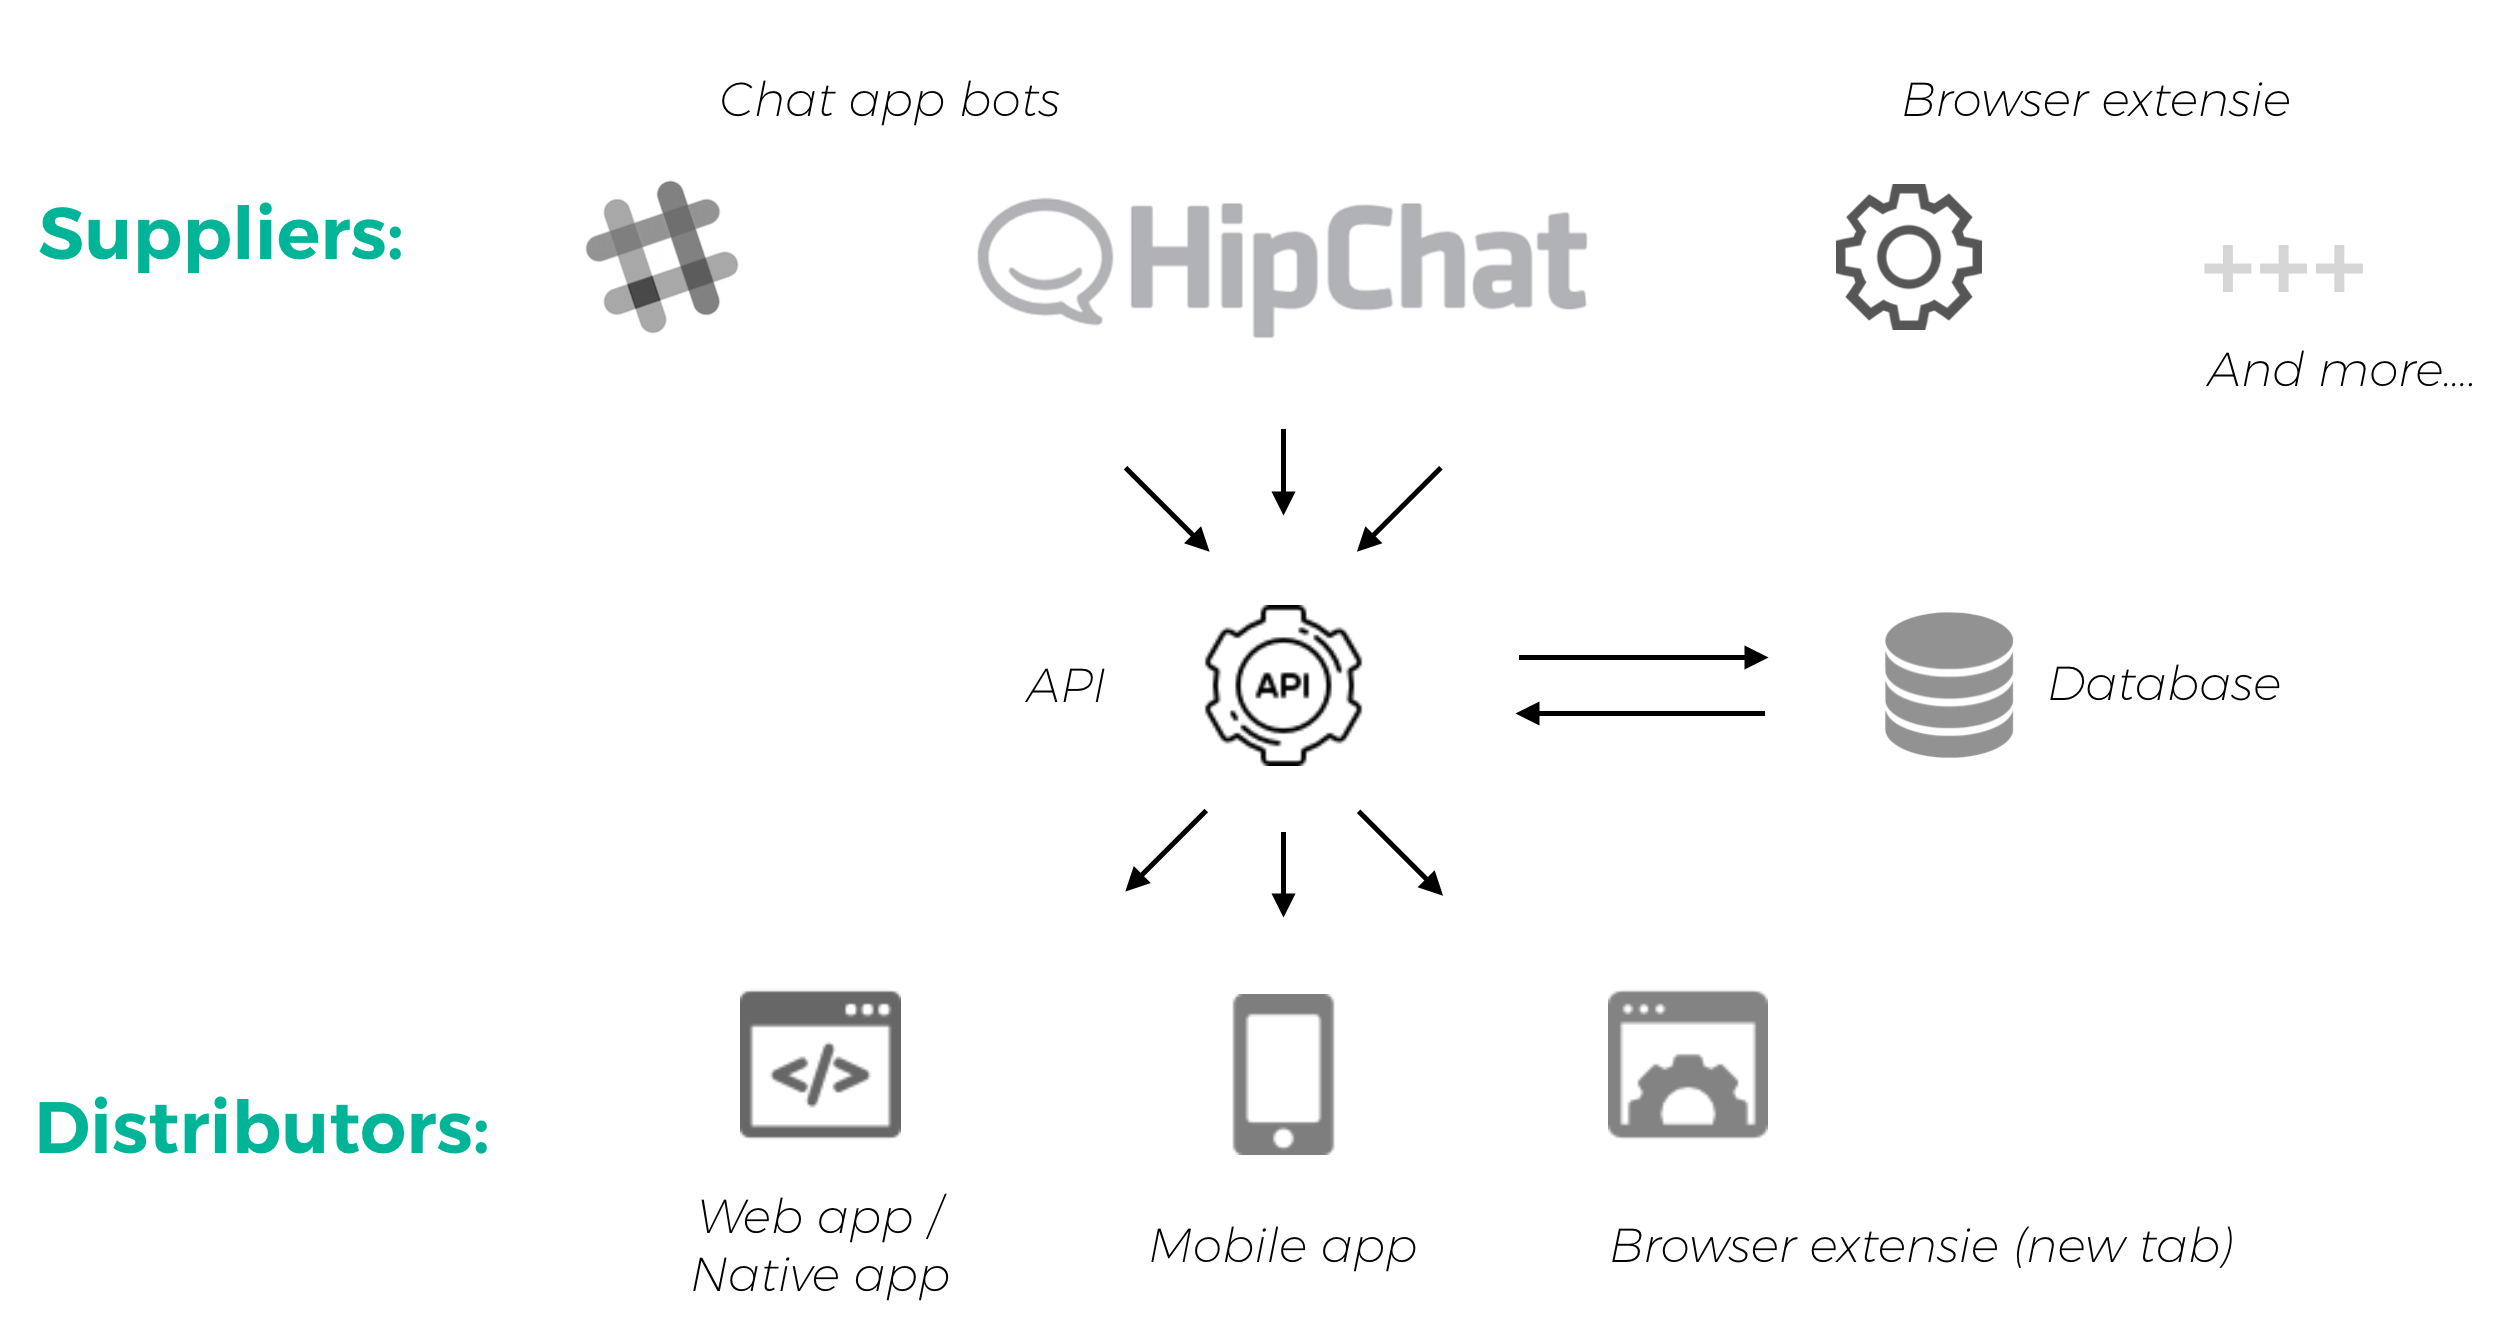 Chat app bots
Browser extensie
Suppliers:
HipChat
+++
And more....
API
API
Database
</>
Distributors:
Web app /
Native app
Mobile app
Browser extensie (new tab)